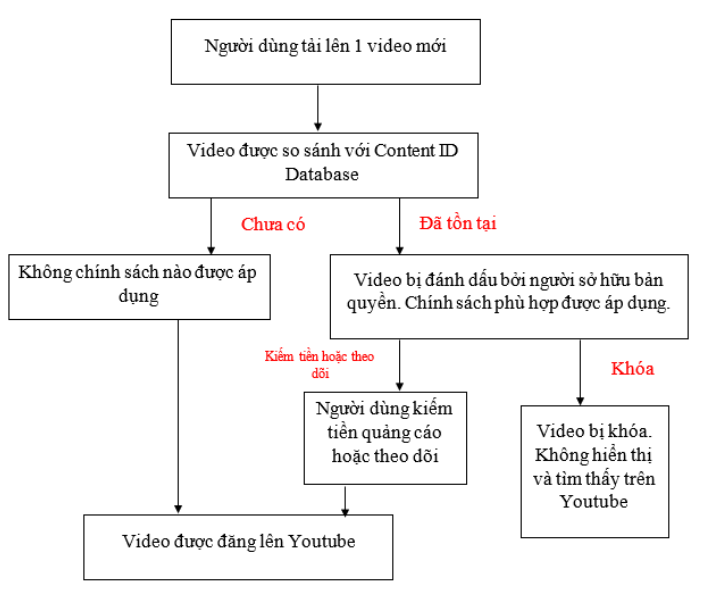 Người dùng tải lên 1 video mới
Video được so sánh với Content ID
Database
Chưa có
Đã tồn tại
Không chính sách nào được áp
dụng
Video bị đánh dấu bởi người sở hữu bản
quyền. Chính sách phù hợp được áp dụng.
Kiếm tiền hoặc theo
dõi
Khóa
Người dùng kiếm
tiền quảng cáo
hoặc theo dõi
Video bị khóa.
Không hiển thị
và tìm thấy trên
Youtube
Video được đăng lên Youtube